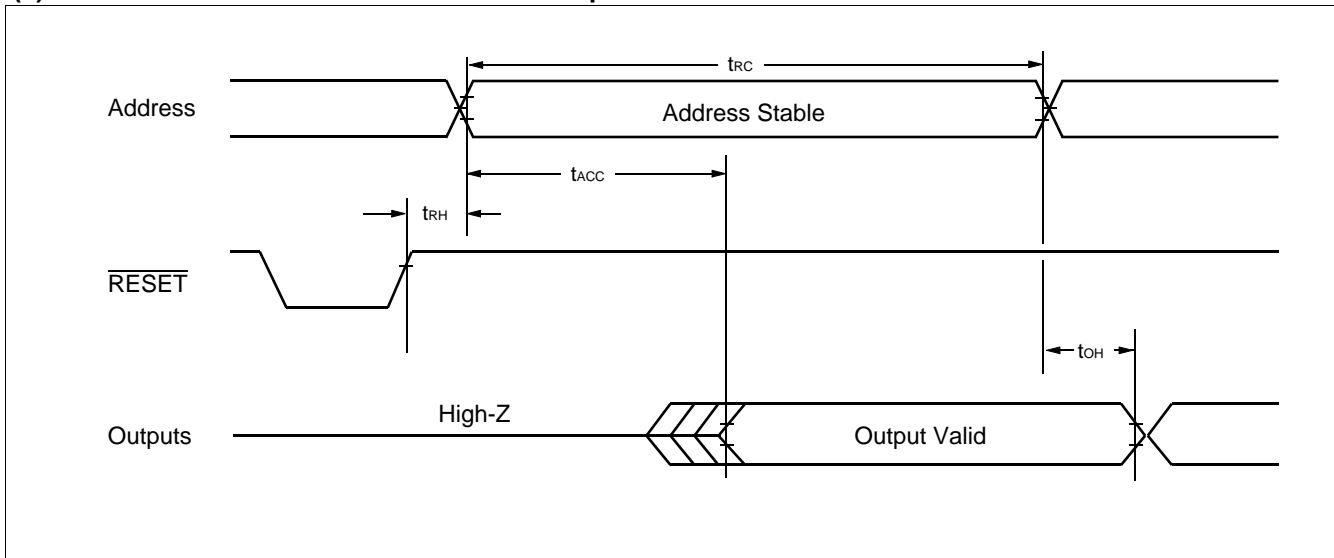 tRC
Address
Address Stable
tACC
tRH
RESET
tOH
High-Z
Outputs
Output Valid